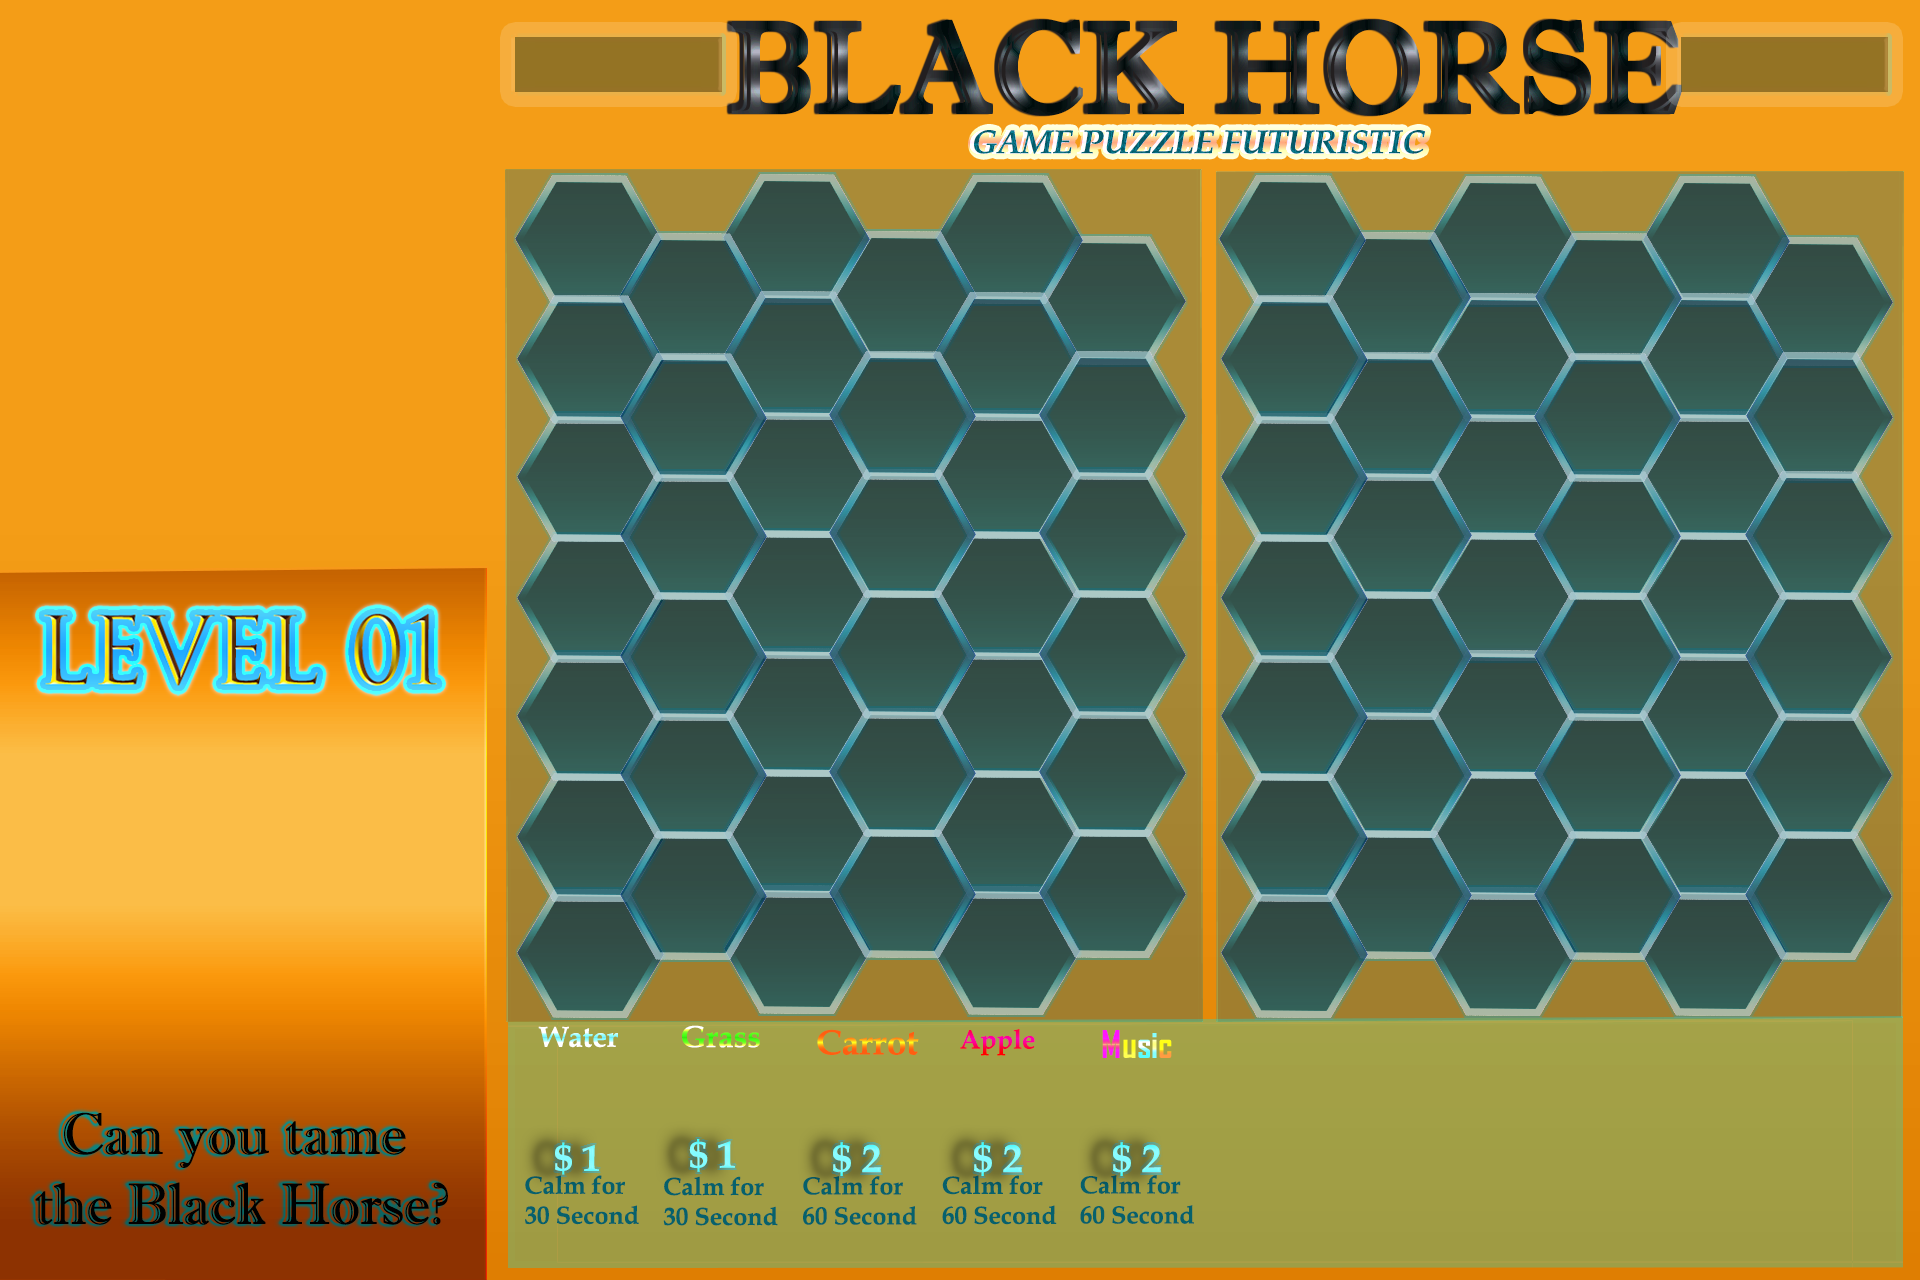 BLACK HORSE
GAME PUZZLE FUTURISTIC
LEVEL 01
Can you tame
the Black Horse?
Water
Grass
Carrot
Apple
Music
$ 1
$ 1
$ 2
$ 2
$ 2
Calm for
30 Second
Calm for
30 Second
Calm for
60 Second
Calm for
60 Second
Calm for
60 Second